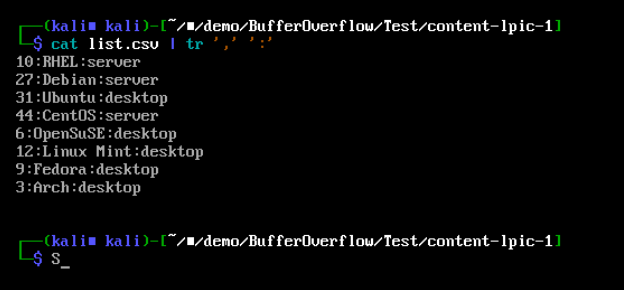 ┌──(kali■ kali)-[~/■/demo/BufferOverflow/Test/content-lpic-1]
└─$ cat list.csv | tr ',' ':'
10:RHEL:server
27:Debian:server
31:Ubuntu:desktop
44:CentOS:server
6:OpenSuSE:desktop
12:Linux Mint:desktop
9:Fedora:desktop
3:Arch:desktop
┌──(kali■ kali)-[~/■/demo/BufferOverflow/Test/content-lpic-1]
└─$ S_